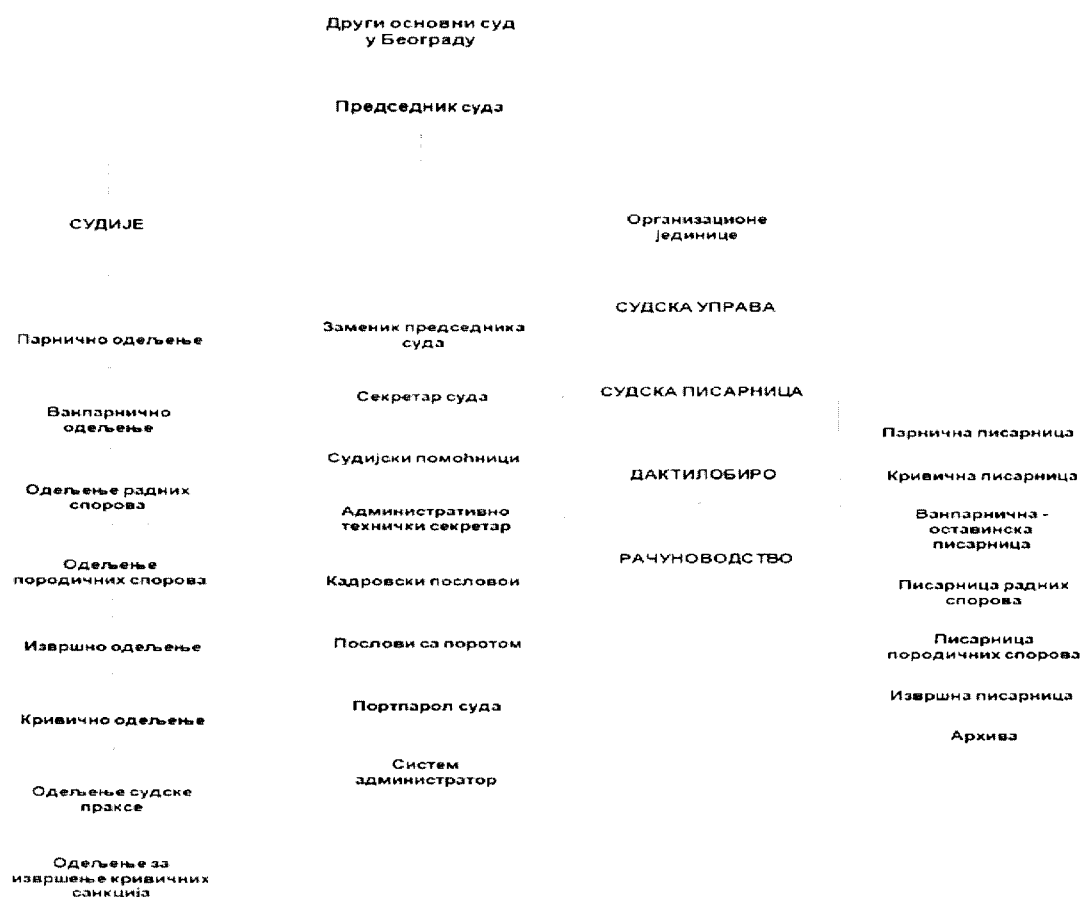 Други основни суд
у Београду
Председник суда
СУДИЈЕ
Парнично одељење
Ванпарнично
одељење
Одељење радних
спорова
Одељење
породичних спорова
Извршно одељење
Кривично одељење
Одељење судске
праксе
Одељење за
извршење кривичних
санкција
Заменик председника
суда
Секретар суда
Судијски помоћници
Административно
технички секретар
Кадровски послови
Послови са поротом
Портпарол суда
Систем
администратор
Организационе
јединице
СУДСКА УПРАВА
СУДСКА ПИСАРНИЦА
ДАКТИЛОБИРО
РАЧУНОВОДСТВО
Парнична писарница
Кривична писарница
Ванпарнична -
оставинска
писарница
Писарница радних
спорова
Писарница
породичних спорова
Извршна писарница
Архива